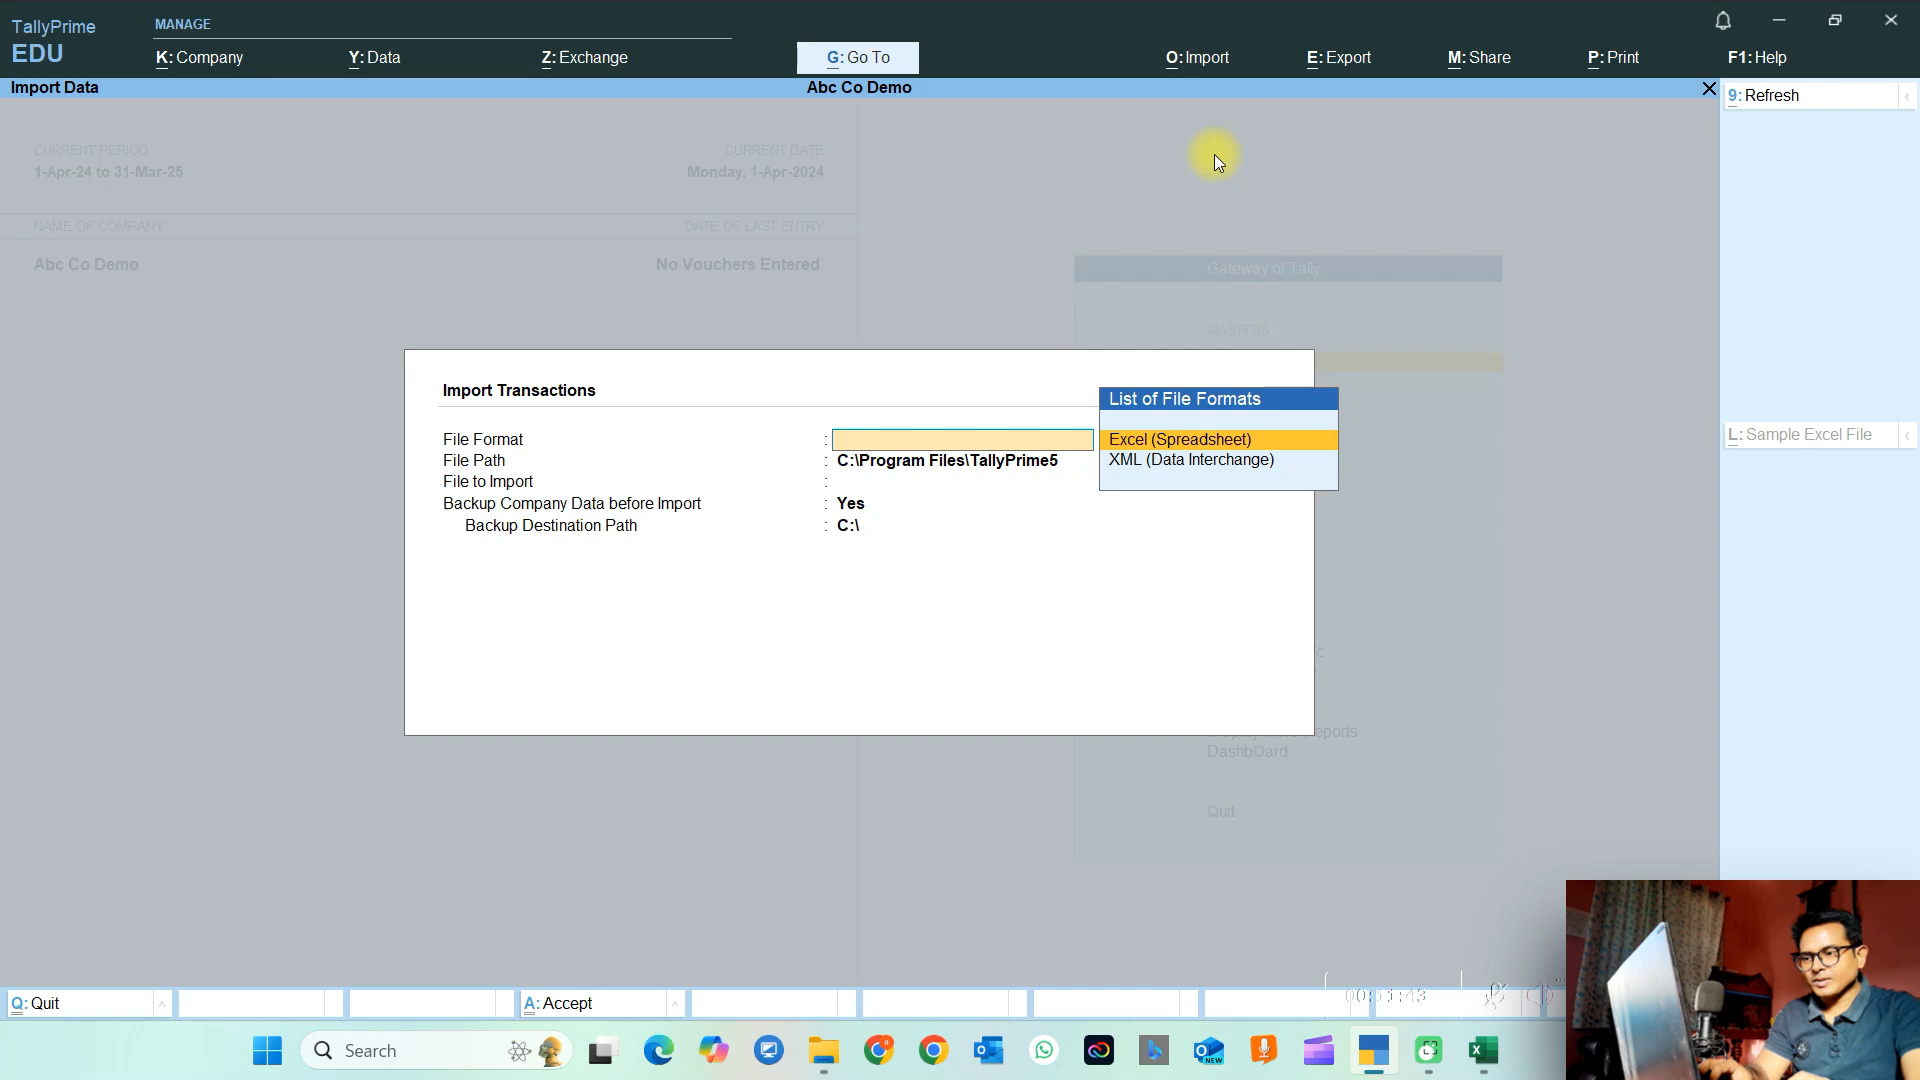 TallyPrime
EDU
MANAGE
K: Company
Y: Data
Z: Exchange
G: Go To
O: Import
E: Export
M: Share
P: Print
F1: Help
Import Data
Abc Co Demo
9: Refresh
CURRENT PERIOD
1-Apr-24 to 31-Mar-25
CURRENT DATE
Monday, 1-Apr-2024
NAME OF COMPANY
DATE OF LAST ENTRY
Abc Co Demo
No Vouchers Entered
Gateway of Tally
MASTERS
Import Transactions
List of File Formats
File Format :
Excel (Spreadsheet)
File Path : C:\Program Files\TallyPrime5
XML (Data Interchange)
File to Import :
Backup Company Data before Import : Yes
Backup Destination Path : C:\
L: Sample Excel File
DashbOard
Quit
Q: Quit
A: Accept
Search